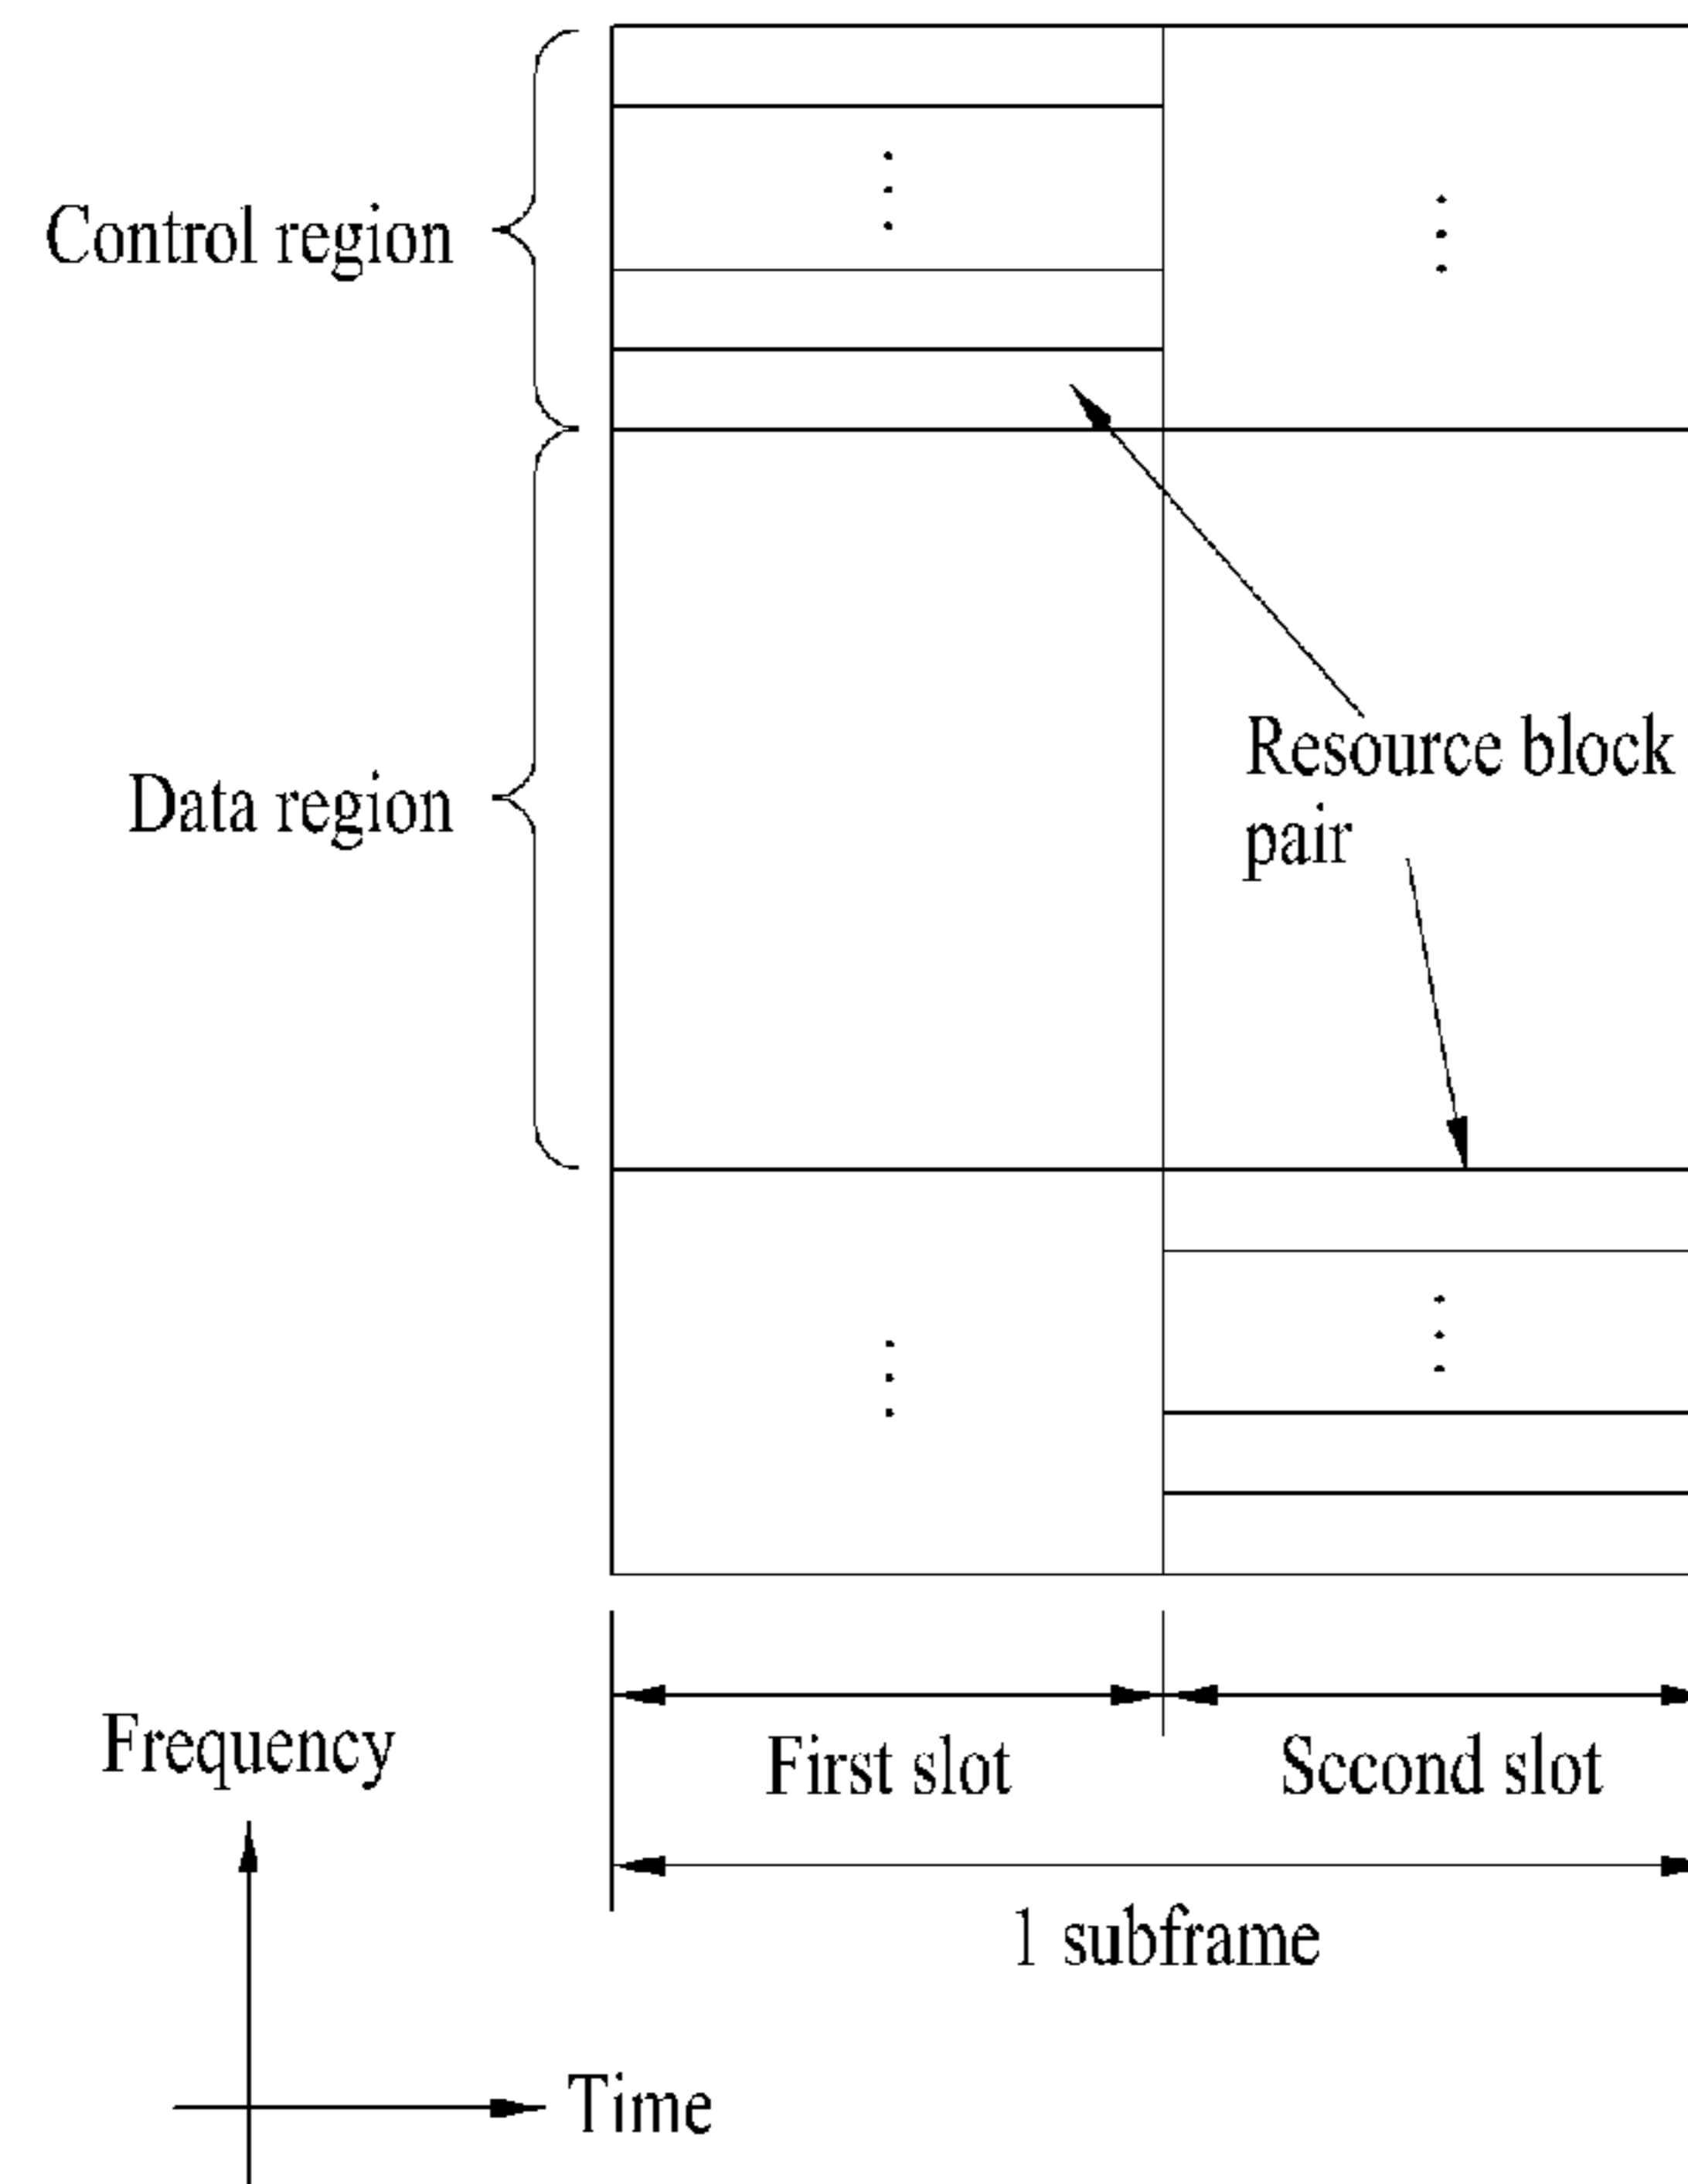 Control region
Data region
Resource block
pair
First slot
Sccond slot
1 subframe
Frequency
Time